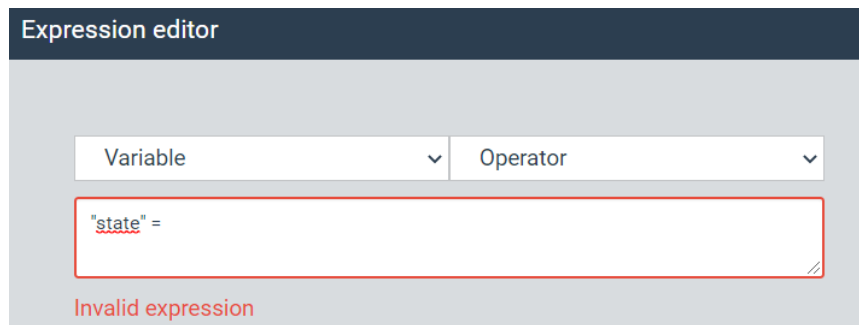 Expression editor
Variable
Operator
"state" =
Invalid expression